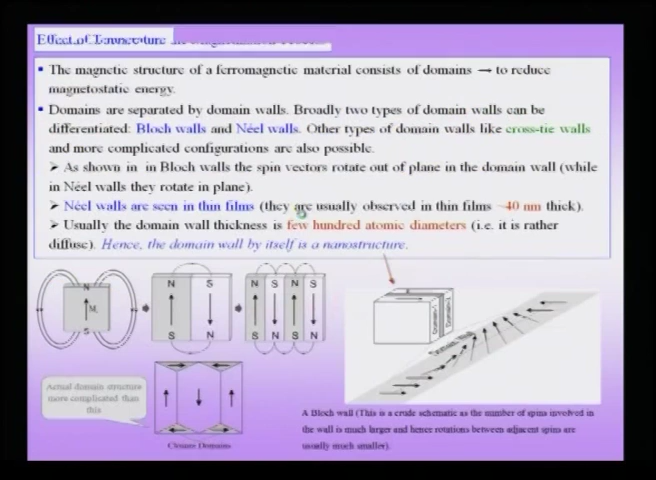 Effect of Temperature
▪ The magnetic structure of a ferromagnetic material consists of domains → to reduce
magnetostatic energy.
▪ Domains are separated by domain walls. Broadly two types of domain walls can be
differentiated: Bloch walls and Néel walls. Other types of domain walls like cross-tie walls
and more complicated configurations are also possible.
➤ As shown in in Bloch walls the spin vectors rotate out of plane in the domain wall (while
in Néel walls they rotate in plane).
➤ Néel walls are seen in thin films (they are usually observed in thin films ~40 nm thick).
➤ Usually the domain wall thickness is few hundred atomic diameters (i.e. it is rather
diffuse). Hence, the domain wall by itself is a nanostructure.
N
S
N S
S N
N S N S
S N S N
Actual domain structure
more complicated than
this
Closure Domains
A Bloch wall (This is a crude schematic as the number of spins involved in
the wall is much larger and hence rotations between adjacent spins are
usually much smaller).